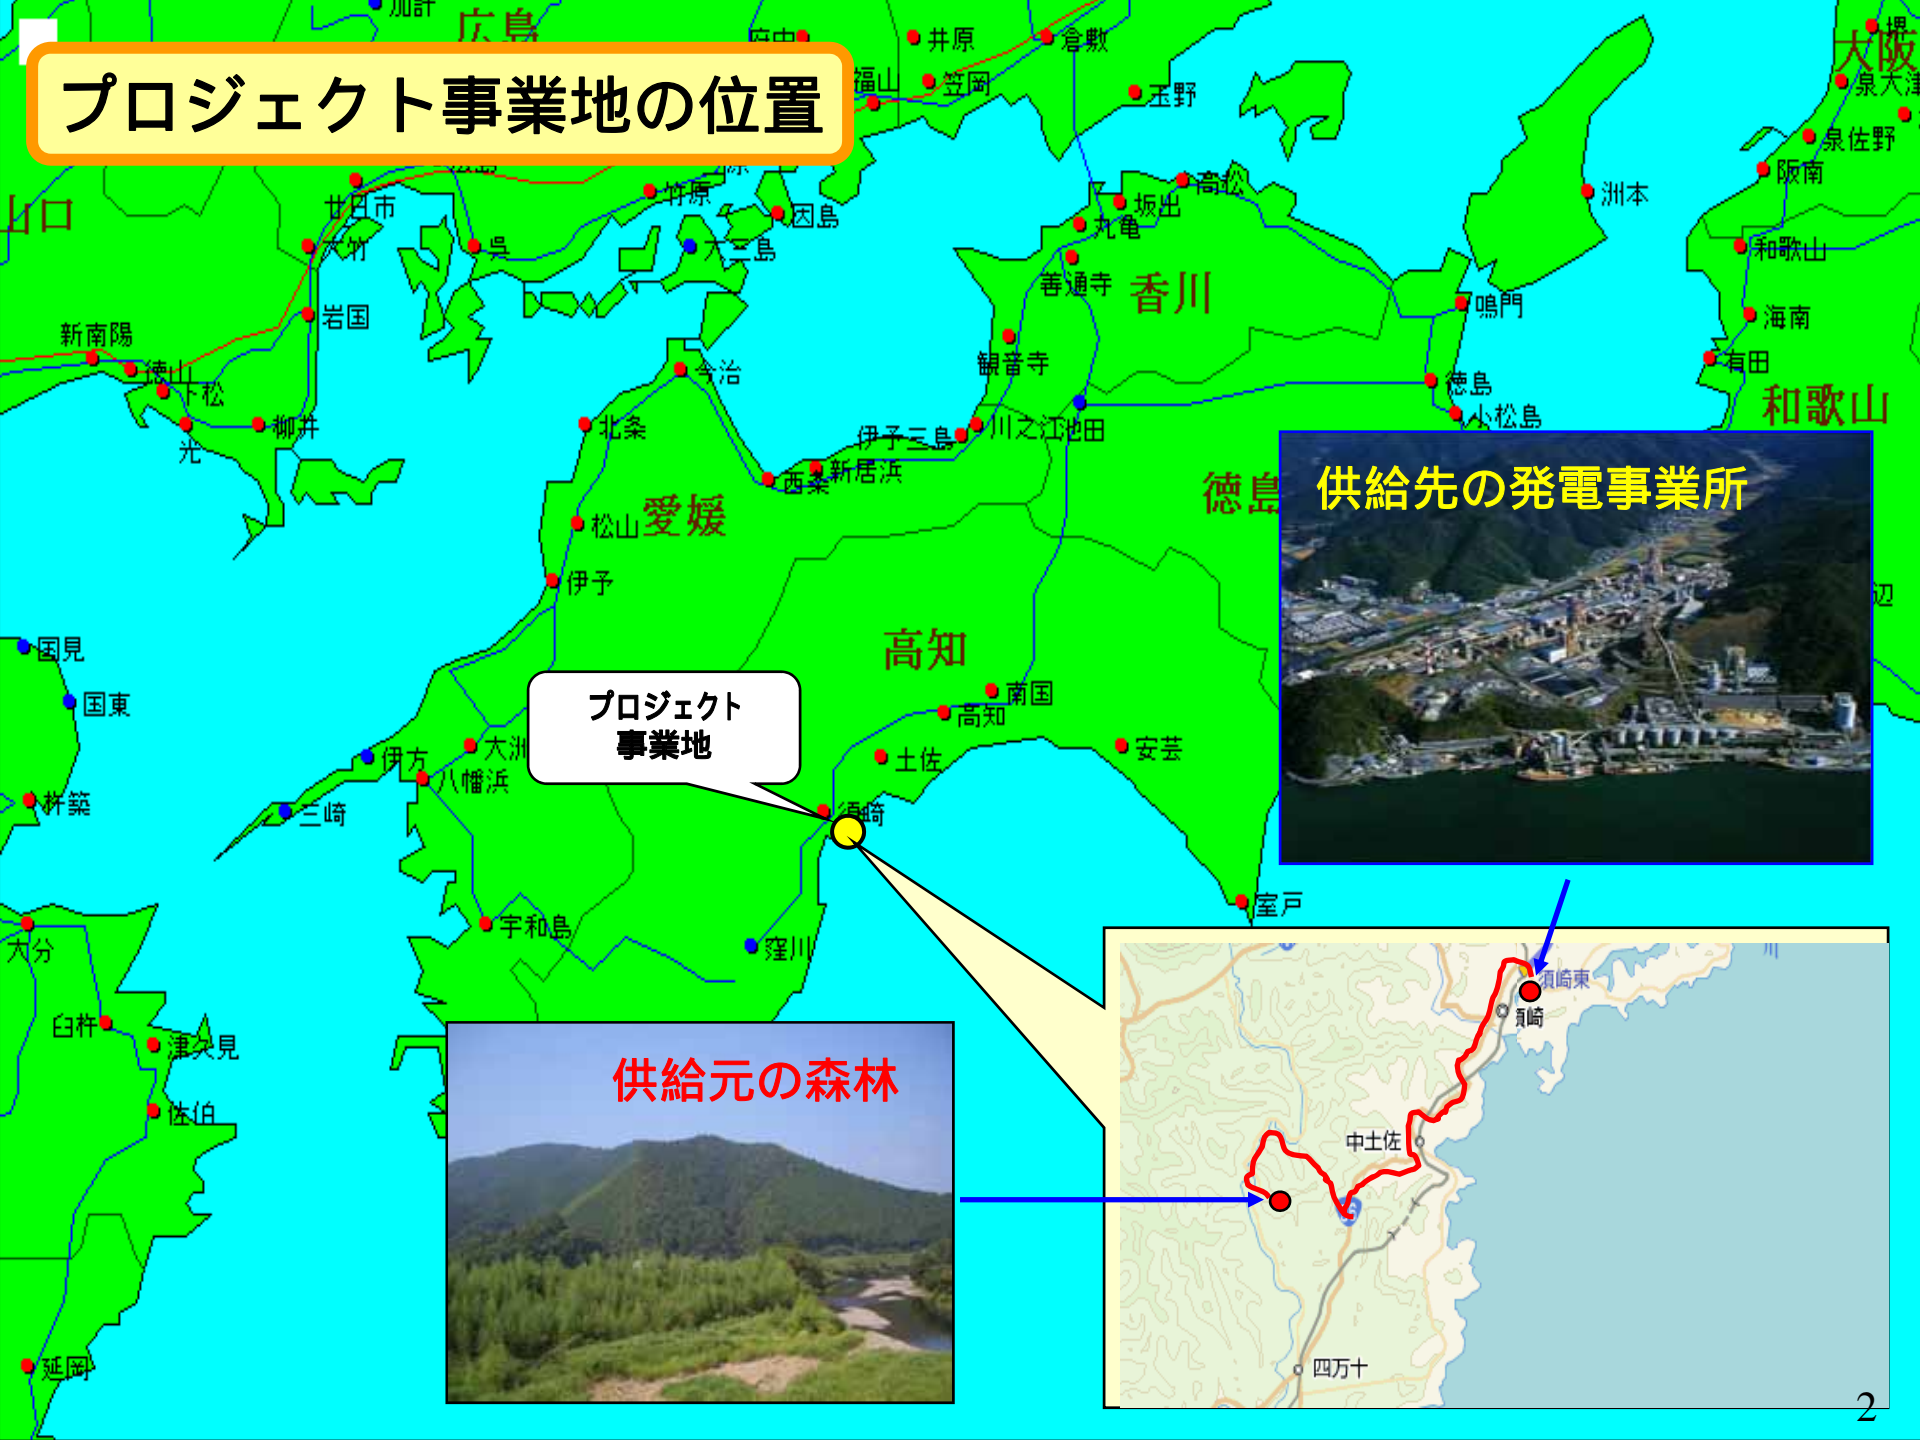 加計
広島
府中
井原
倉敷
堺
大阪
プロジェクト事業地の位置
福山
笠岡
玉野
泉大津
泉佐野
阪南
山口
廿日市
竹原
因島
高松
坂出
丸亀
洲本
大竹
呉
大三島
善通寺
香川
和歌山
岩国
鳴門
海南
新南陽
徳山
下松
今治
観音寺
有田
徳島
小松島
和歌山
光
柳井
北条
伊予三島
川之江
池田
西条
新居浜
供給先の発電事業所
松山
愛媛
徳島
伊予
辺
国見
国東
高知
南国
高知
プロジェクト
事業地
伊方
大洲
八幡浜
土佐
安芸
杵築
三崎
須崎
大分
宇和島
窪川
室戸
臼杵
津久見
佐伯
延岡
供給元の森林
川
須崎東
須崎
中土佐
四万十
2